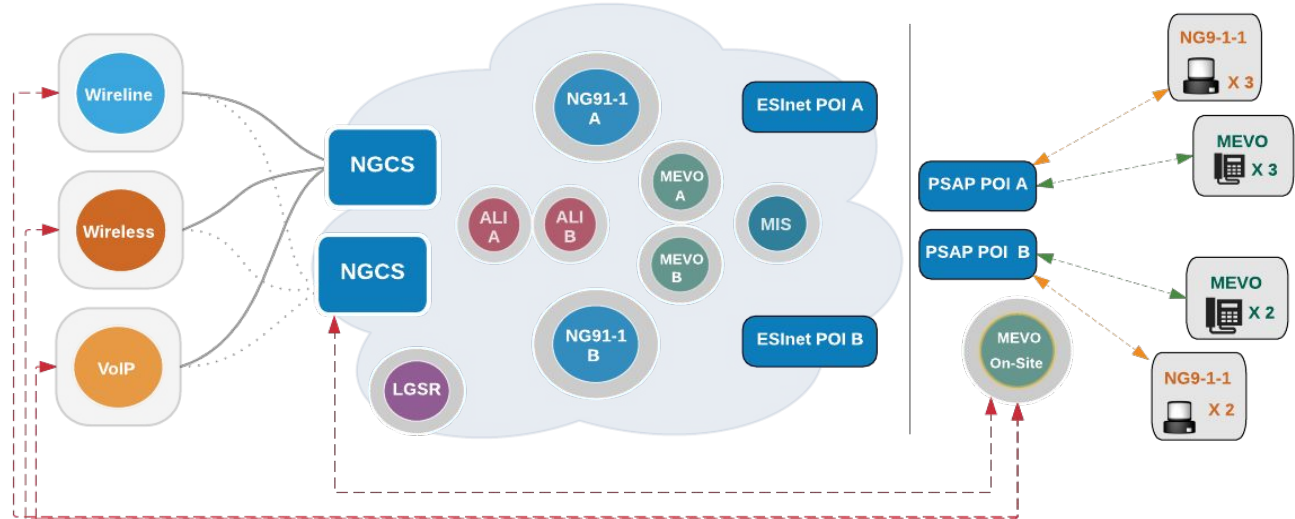 Wireline
Wireless
VoIP
NGCS
NGCS
LGSR
ALI
A
ALI
B
NG91-1
A
NG91-1
B
MEVO
A
MEVO
B
MIS
ESInet POI A
ESInet POI B
PSAP POI A
PSAP POI B
MEVO
On-Site
NG9-1-1
X 3
MEVO
X 3
MEVO
X 2
NG9-1-1
X 2